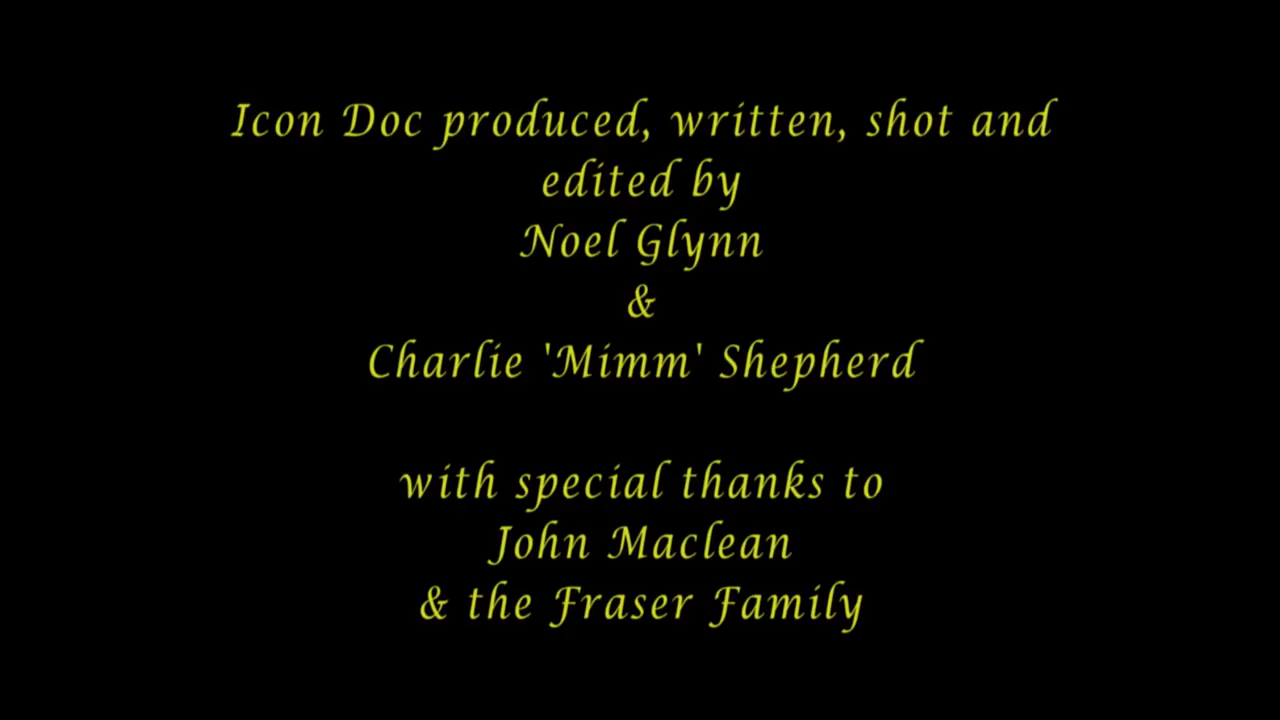 Icon Doc produced, written, shot and
edited by
Noel Glynn
&
Charlie 'Mimm' Shepherd
with special thanks to
John Maclean
& the Fraser Family